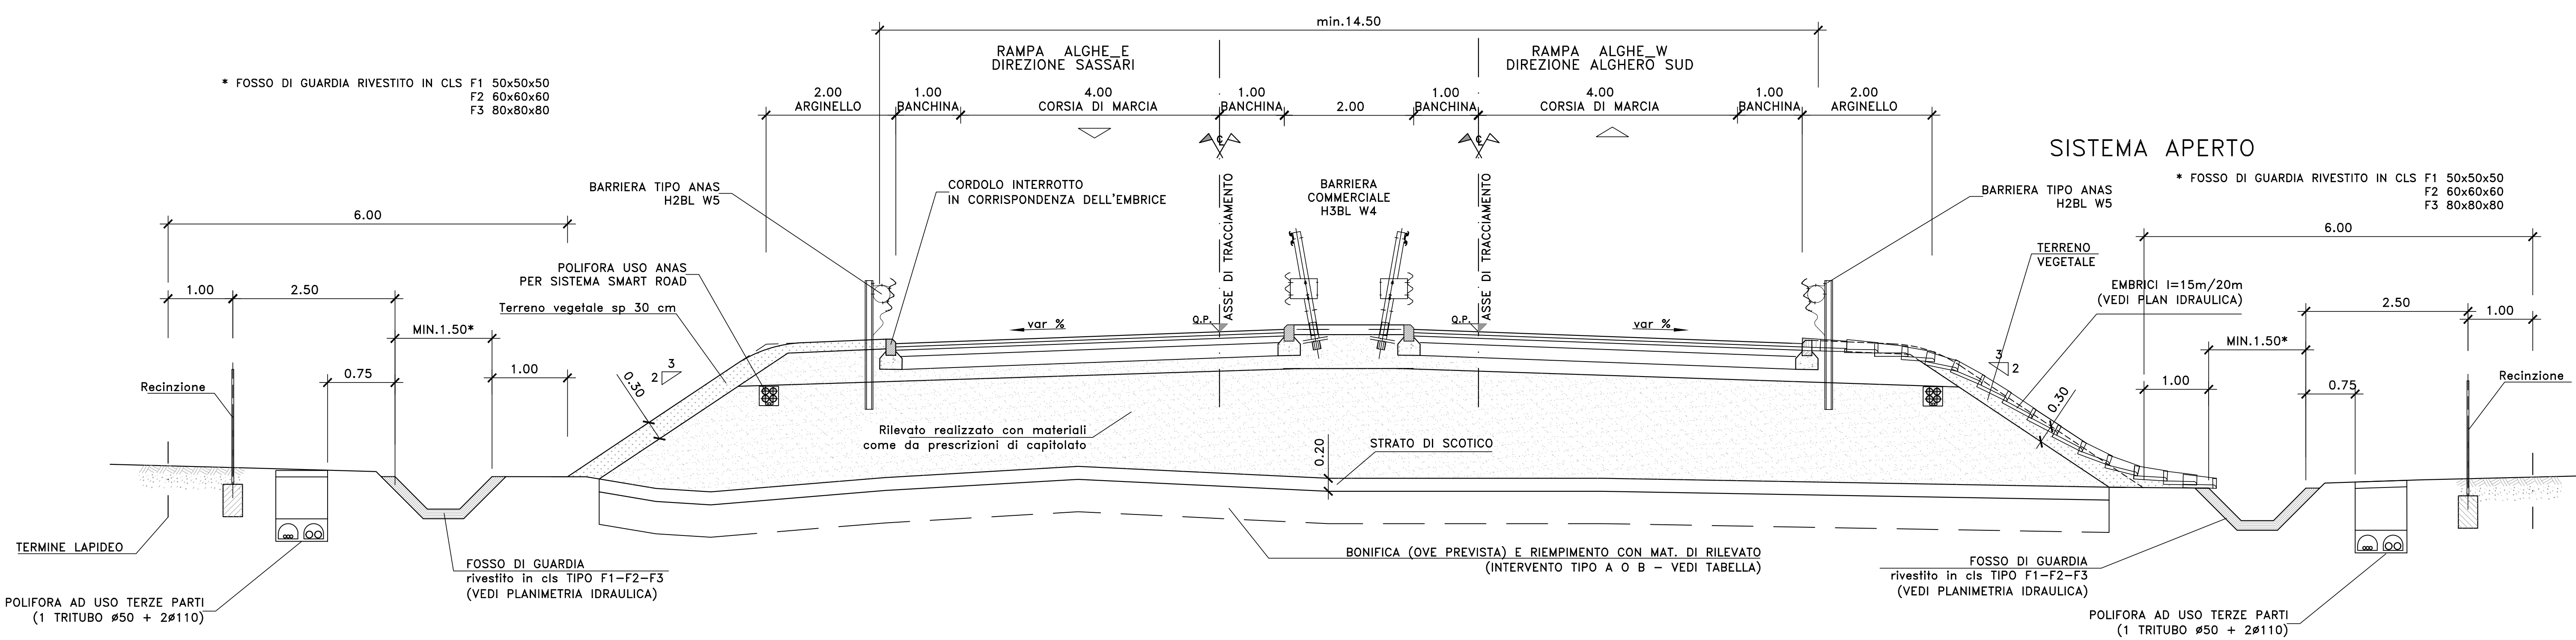 min.14.50
RAMPA ALGHE_E
DIREZIONE SASSARI
RAMPA ALGHE_W
DIREZIONE ALGHERO SUD
* FOSSO DI GUARDIA RIVESTITO IN CLS F1 50x50x50
F2 60x60x60
F3 80x80x80
2.00
ARGINELLO
1.00
BANCHINA
4.00
CORSIA DI MARCIA
1.00
BANCHINA
2.00
1.00
BANCHINA
4.00
CORSIA DI MARCIA
1.00
BANCHINA
2.00
ARGINELLO
SISTEMA APERTO
* FOSSO DI GUARDIA RIVESTITO IN CLS F1 50x50x50
F2 60x60x60
F3 80x80x80
BARRIERA TIPO ANAS
H2BL W5
CORDOLO INTERROTTO
IN CORRISPONDENZA DELL'EMBRICE
ASSE DI TRACCIAMENTO
BARRIERA
COMMERCIALE
H3BL W4
ASSE DI TRACCIAMENTO
BARRIERA TIPO ANAS
H2BL W5
6.00
6.00
TERRENO
VEGETALE
POLIFORA USO ANAS
PER SISTEMA SMART ROAD
EMBRICI I=15m/20m
(VEDI PLAN IDRAULICA)
1.00
2.50
2.50
1.00
Terreno vegetale sp 30 cm
MIN.1.50*
MIN.1.50*
var %
Q.P.
Q.P.
var %
0.75
1.00
3
2
0.30
3
2
0.30
1.00
0.75
Recinzione
Recinzione
Rilevato realizzato con materiali
come da prescrizioni di capitolato
0.20
STRATO DI SCOTICO
TERMINE LAPIDEO
FOSSO DI GUARDIA
rivestito in cls TIPO F1-F2-F3
(VEDI PLANIMETRIA IDRAULICA)
BONIFICA (OVE PREVISTA) E RIEMPIMENTO CON MAT. DI RILEVATO
(INTERVENTO TIPO A O B - VEDI TABELLA)
FOSSO DI GUARDIA
rivestito in cls TIPO F1-F2-F3
(VEDI PLANIMETRIA IDRAULICA)
POLIFORA AD USO TERZE PARTI
(1 TRITUBO ø50 + 2ø110)
POLIFORA AD USO TERZE PARTI
(1 TRITUBO ø50 + 2ø110)